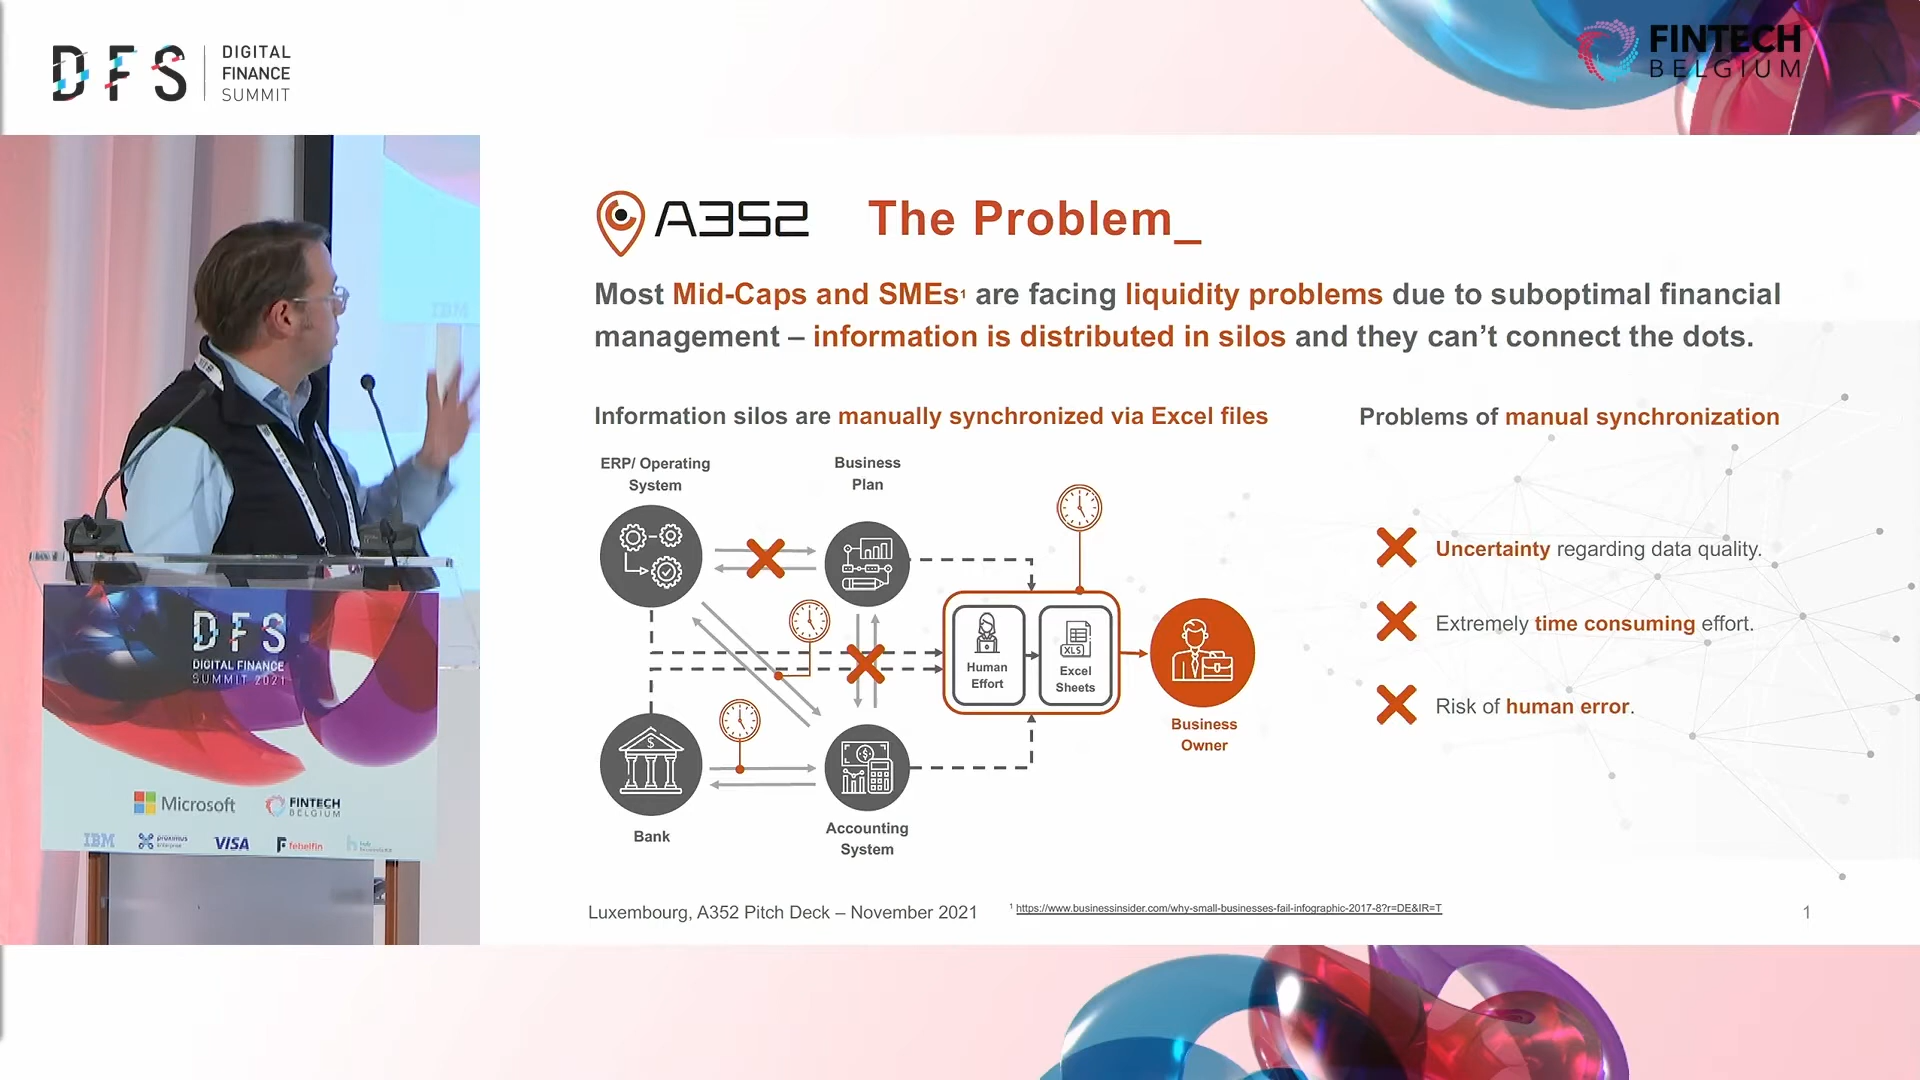 DFS
DIGITAL
FINANCE
SUMMIT
FINTECH
BELGIUM
IBM
A352
The Problem_
Most Mid-Caps and SMEs¹ are facing liquidity problems due to suboptimal financial
management – information is distributed in silos and they can’t connect the dots.
Information silos are manually synchronized via Excel files
ERP/ Operating
System
Business
Plan
Human
Effort
XLS
Excel
Sheets
Business
Owner
Bank
Accounting
System
Problems of manual synchronization
Uncertainty regarding data quality.
Extremely time consuming effort.
Risk of human error.
Luxembourg, A352 Pitch Deck – November 2021
¹ https://www.businessinsider.com/why-small-businesses-fail-infographic-2017-8?r=DE&IR=T
1
DFS
DIGITAL FINANCE
SUMMIT 2021
Microsoft
FINTECH
BELGIUM
IBM
proximus
enterprise
VISA
febelfin